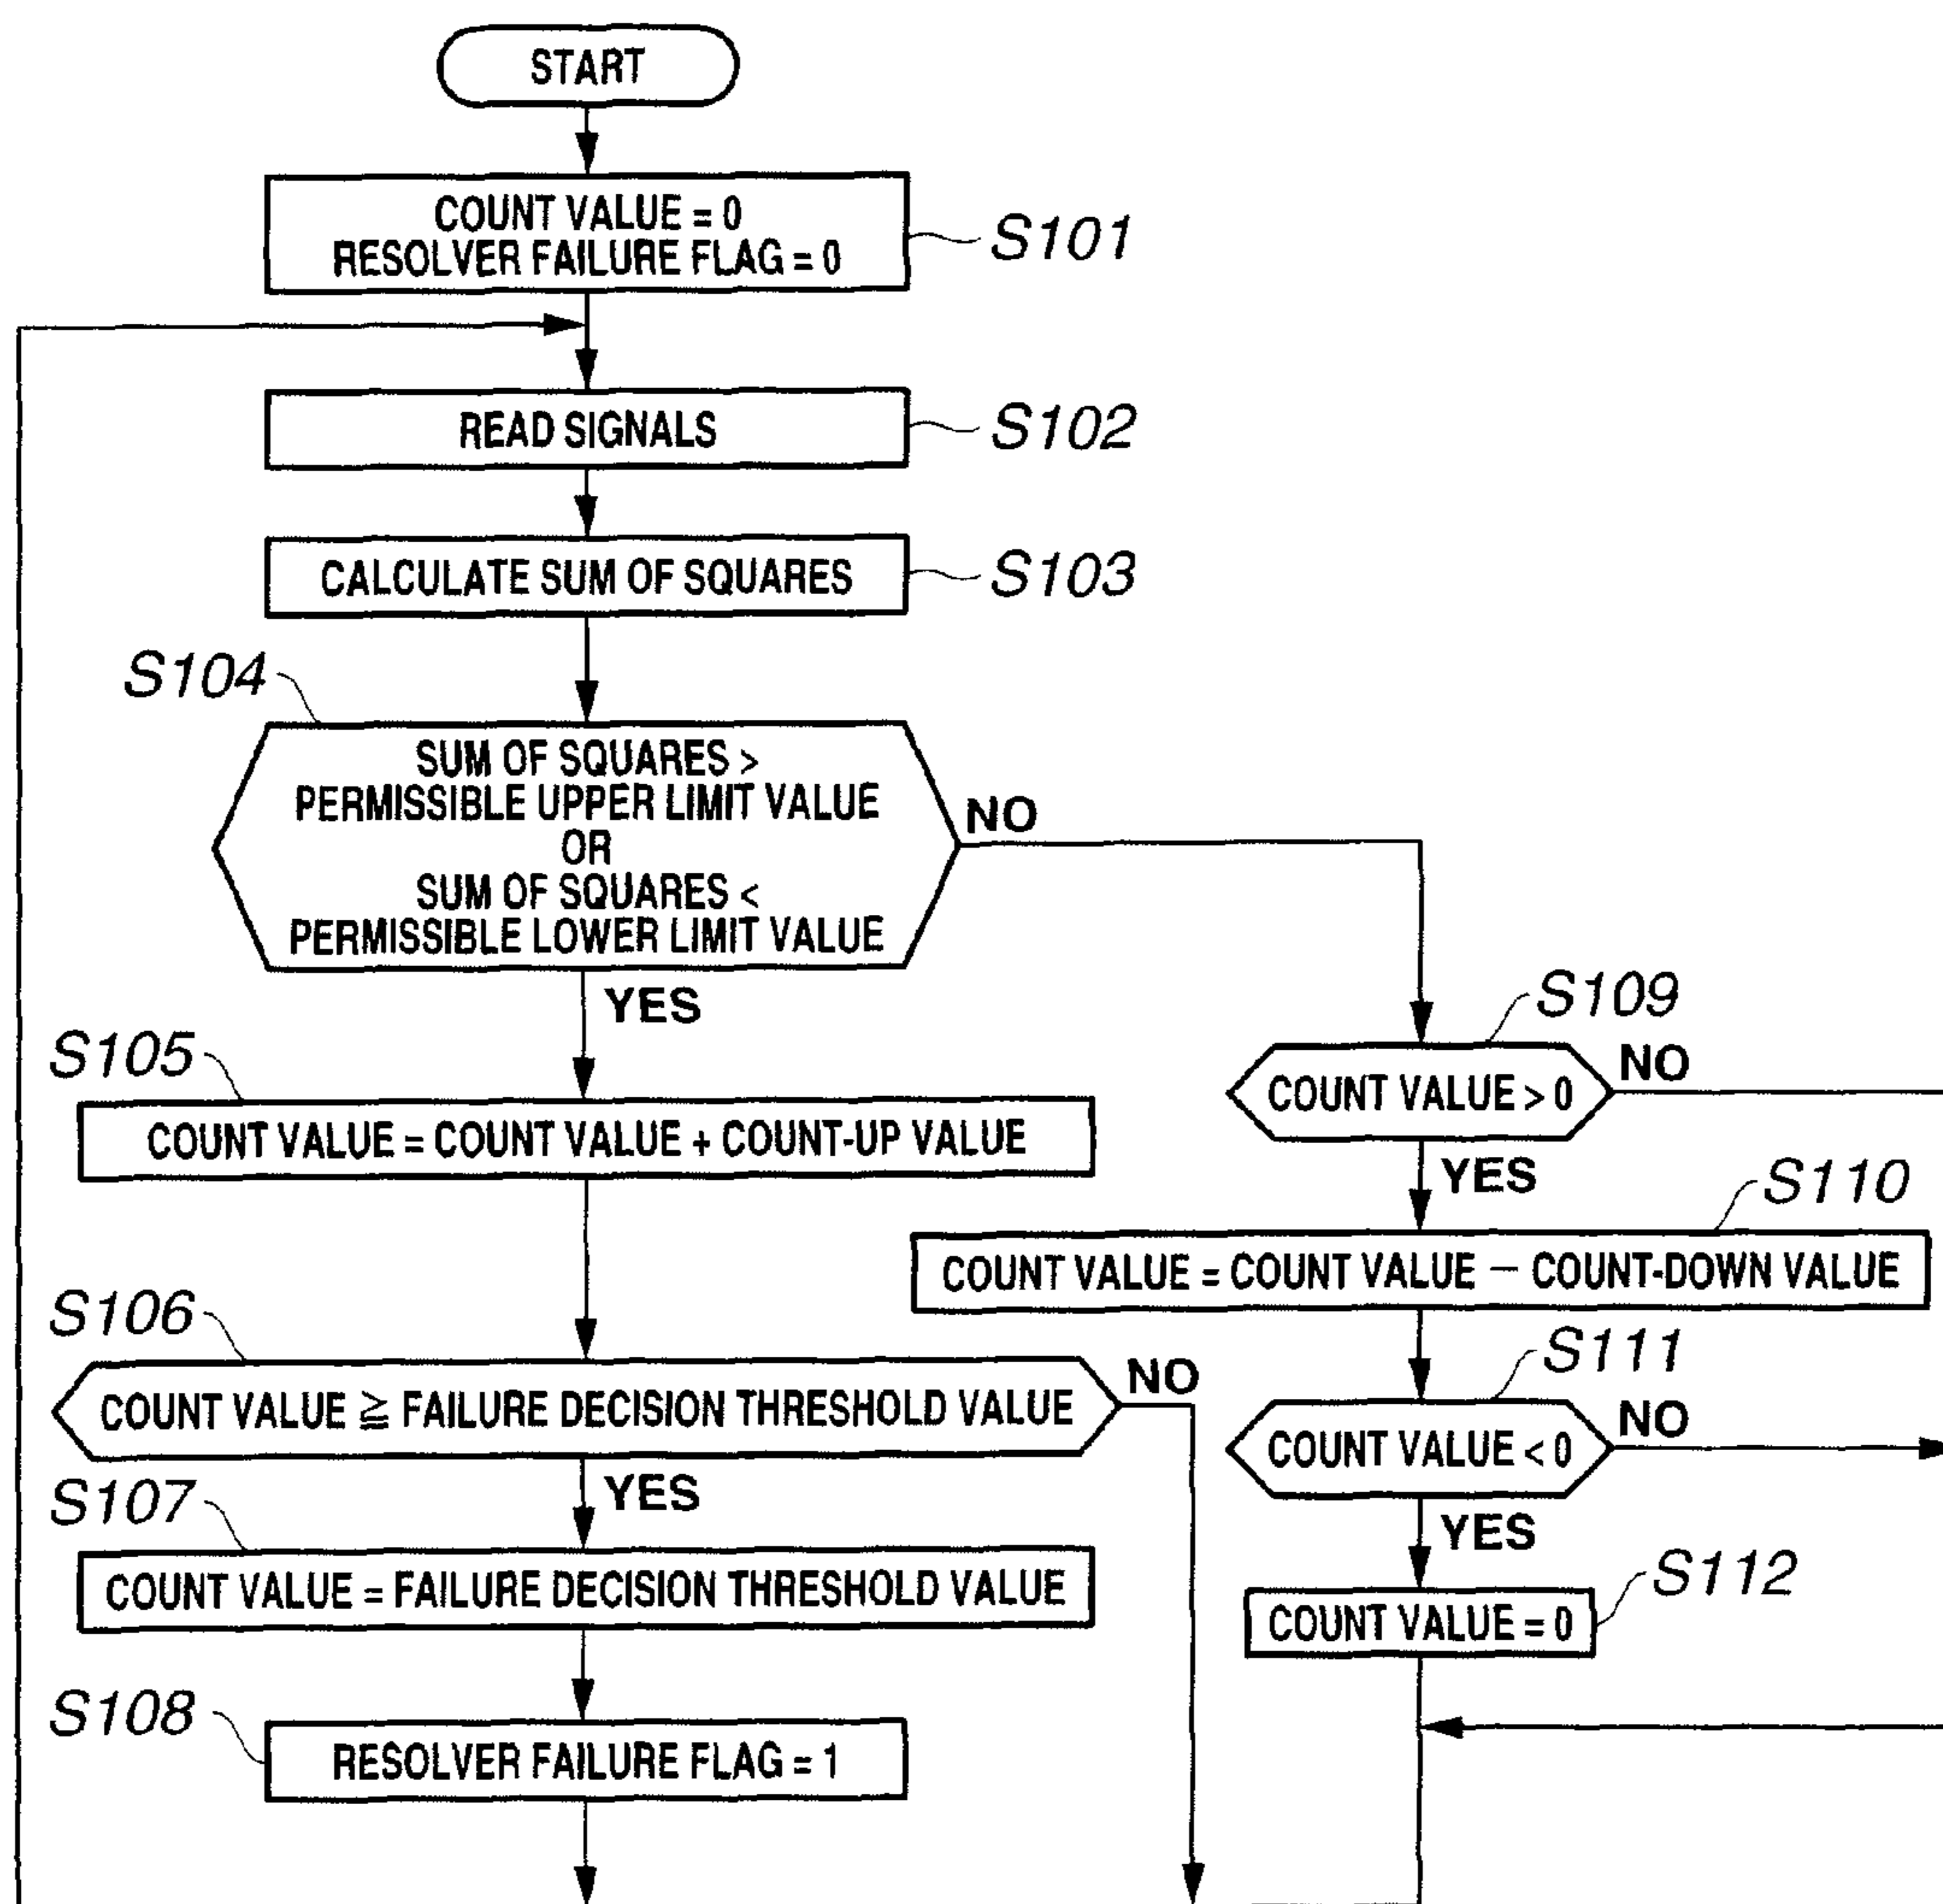 START
COUNT VALUE = 0
RESOLVER FAILURE FLAG = 0
S101
READ SIGNALS
S102
CALCULATE SUM OF SQUARES
S103
S104
SUM OF SQUARES >
PERMISSIBLE UPPER LIMIT VALUE
OR
SUM OF SQUARES <
PERMISSIBLE LOWER LIMIT VALUE
NO
YES
S105
COUNT VALUE = COUNT VALUE + COUNT-UP VALUE
S106
COUNT VALUE ≧ FAILURE DECISION THRESHOLD VALUE
NO
YES
S107
COUNT VALUE = FAILURE DECISION THRESHOLD VALUE
S108
RESOLVER FAILURE FLAG = 1
S109
COUNT VALUE > 0
NO
YES
S110
COUNT VALUE = COUNT VALUE − COUNT-DOWN VALUE
S111
COUNT VALUE < 0
NO
YES
S112
COUNT VALUE = 0